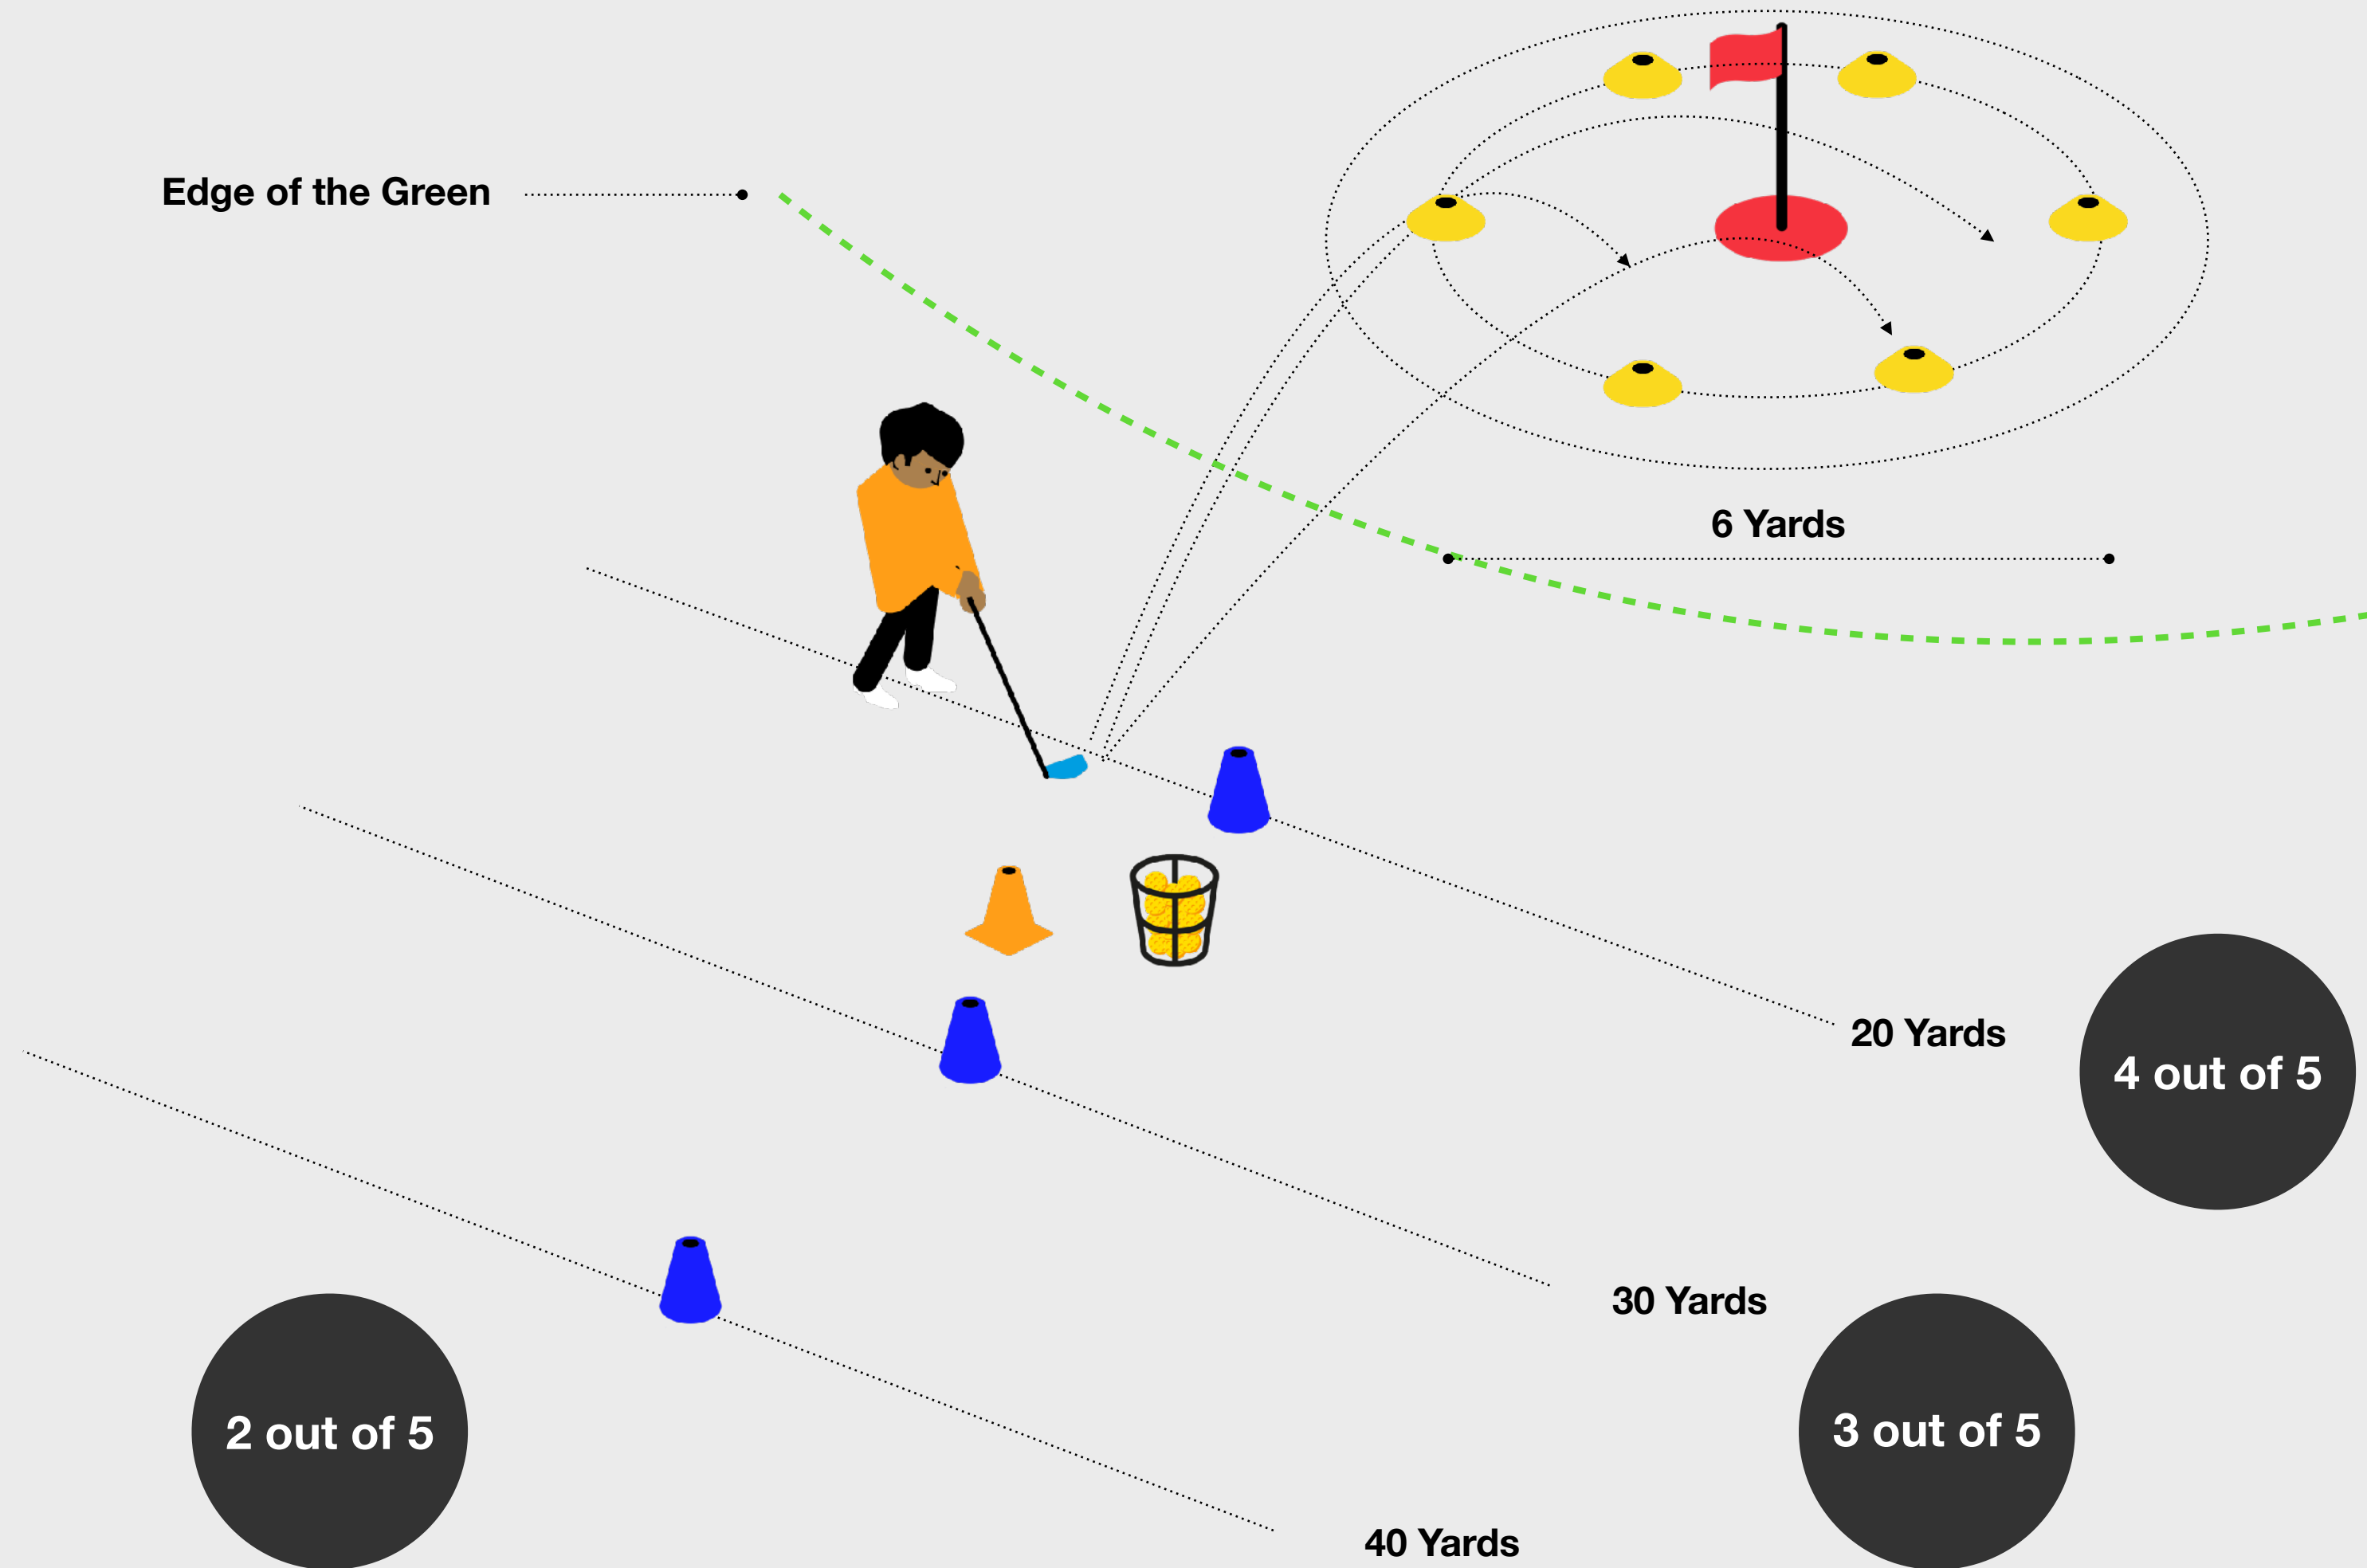 Edge of the Green
6 Yards
20 Yards
4 out of 5
30 Yards
3 out of 5
2 out of 5
40 Yards